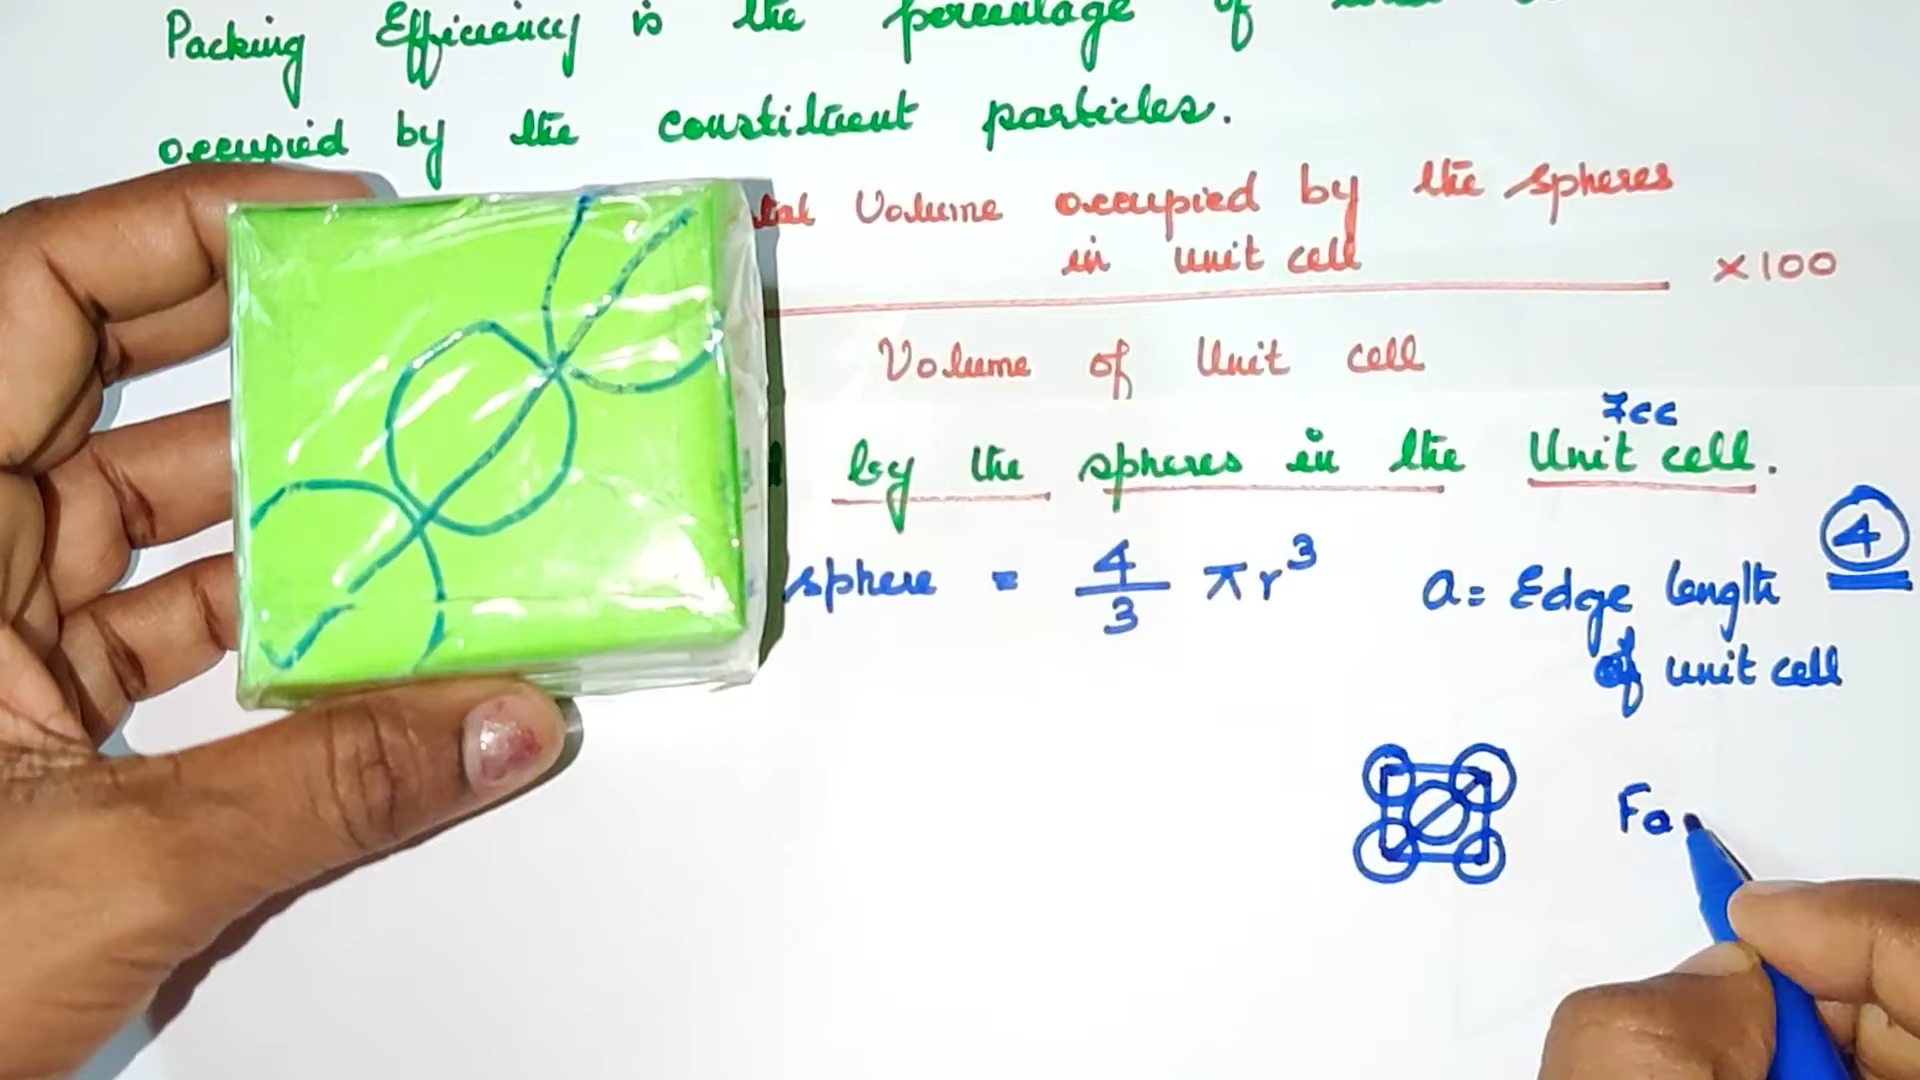 Packing Efficiency is the percentage of
occupied by the constituent particles.
Volume occupied by the spheres
in unit cell
×100
Volume of Unit cell
Fcc
by the spheres in the Unit cell.
4
sphere = 4/3 πr³ a = Edge length
of unit cell
Fa